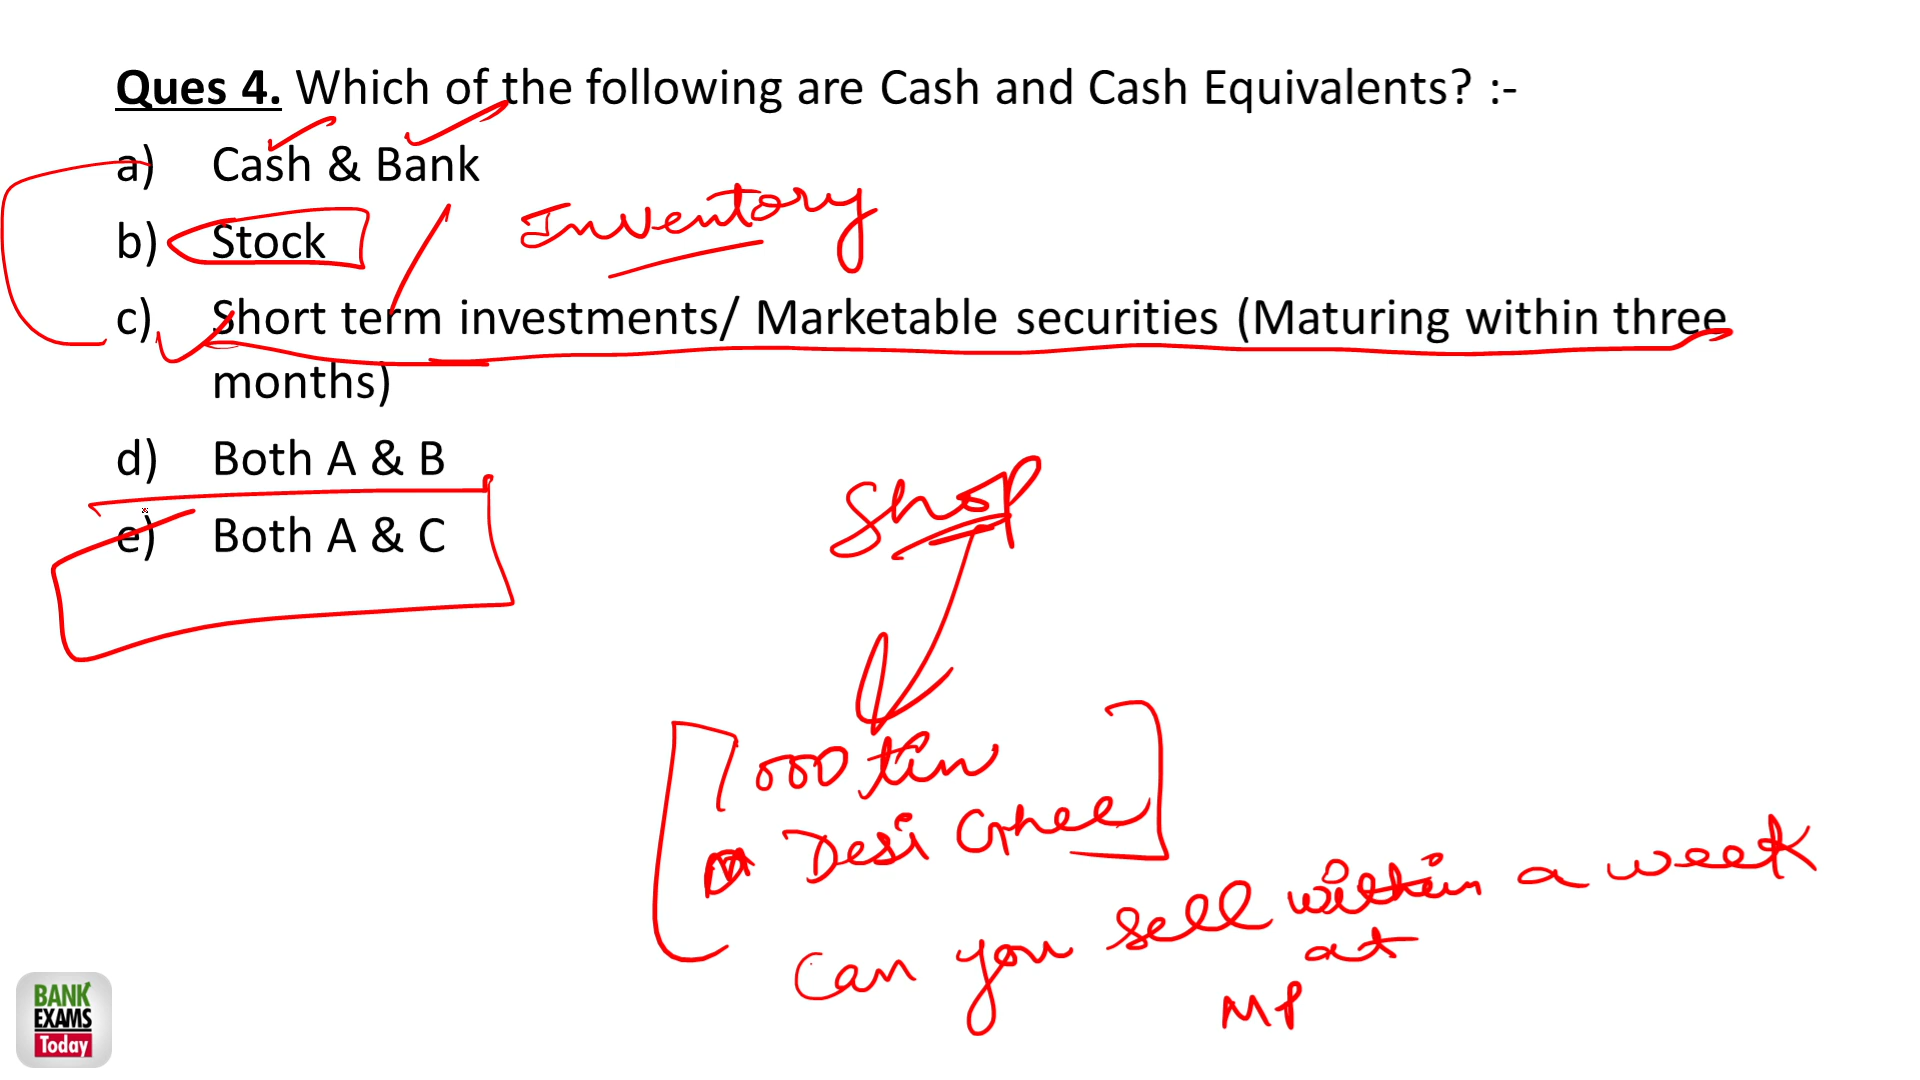 Ques 4. Which of the following are Cash and Cash Equivalents? :-
a) Cash & Bank
b) Stock
Inventory
c) Short term investments/ Marketable securities (Maturing within three
months)
d) Both A & B
e) Both A & C
Shop
1000 tin
Desi Ghee
Can you sell within a week
at
MP
BANK
EXAMS
Today